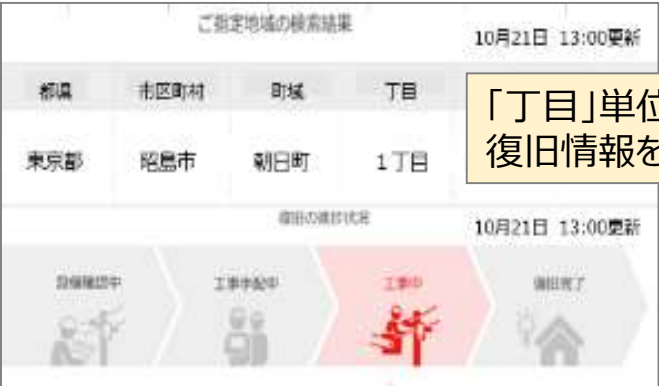 ご指定地域の検索結果
10月21日 13:00更新
都県 市区町村 町域 丁目
「丁目」単位
復旧情報を
東京都 昭島市 朝日町 1丁目
復旧の進捗状況
10月21日 13:00更新
設備確認中 工事手配中 工事中 復旧完了